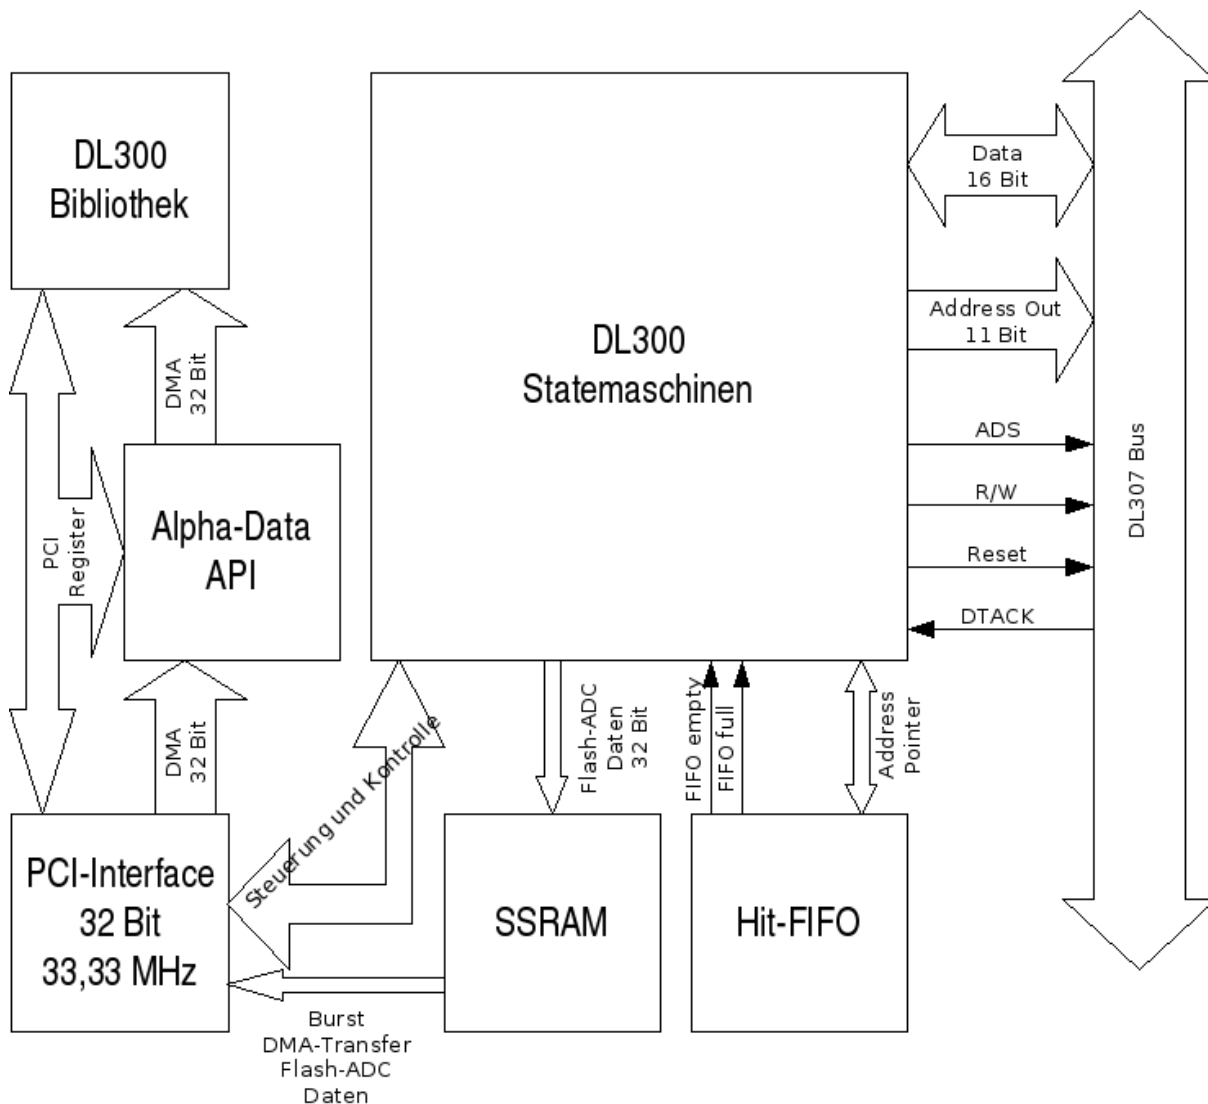 DL300
Bibliothek
DMA
32 Bit
PCI
Register
Alpha-Data
API
DMA
32 Bit
PCI-Interface
32 Bit
33,33 MHz
Steuerung und Kontrolle
Burst
DMA-Transfer
Flash-ADC
Daten
DL300
Statemaschinen
Flash-ADC
Daten
32 Bit
SSRAM
FIFO empty
FIFO full
Address
Pointer
Hit-FIFO
Data
16 Bit
Address Out
11 Bit
ADS
R/W
Reset
DTACK
DL307 Bus